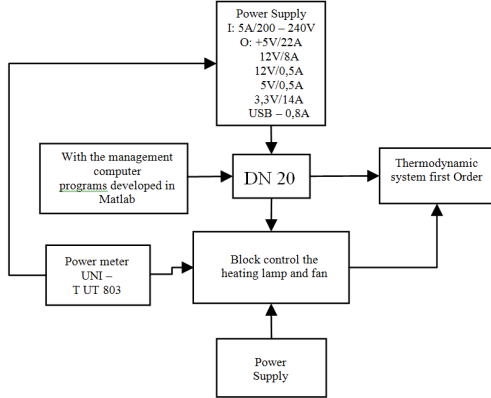 Power Supply
I: 5A/200 – 240V
O: +5V/22A
12V/8A
12V/0,5A
5V/0,5A
3,3V/14A
USB – 0,8A
With the management
computer
programs developed in
Matlab
DN 20
Thermodynamic
system first Order
Power meter
UNI –
T UT 803
Block control the
heating lamp and fan
Power
Supply